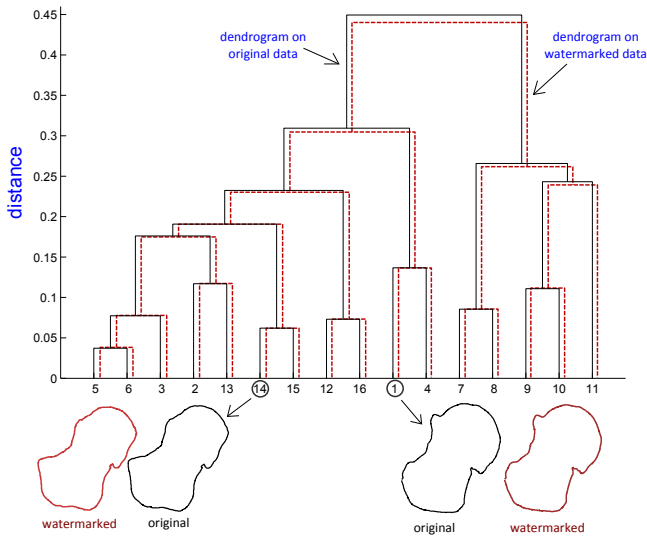 0.45
0.4
0.35
0.3
0.25
0.2
0.15
0.1
0.05
0
distance
dendrogram on
original data
dendrogram on
watermarked data
5 6 3 2 13 14 15 12 16 1 4 7 8 9 10 11
watermarked
original
original
watermarked